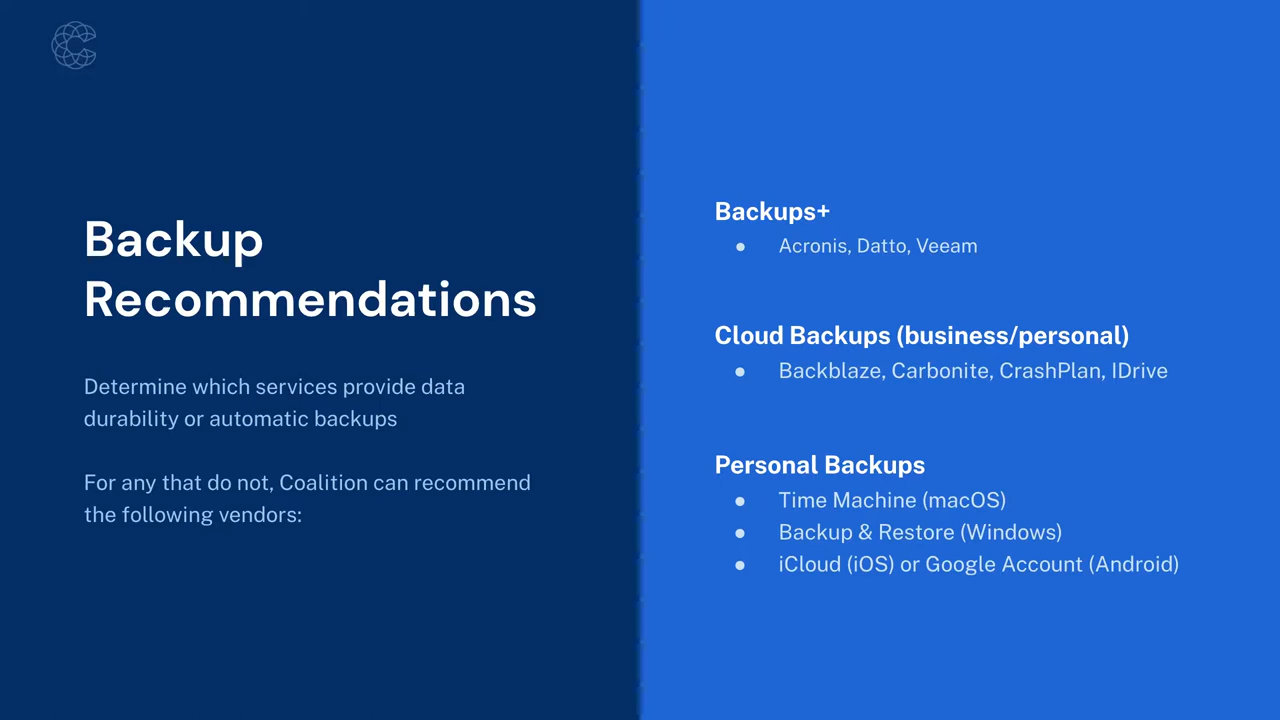 Backup
Recommendations
Determine which services provide data
durability or automatic backups
For any that do not, Coalition can recommend
the following vendors:
Backups+
● Acronis, Datto, Veeam
Cloud Backups (business/personal)
● Backblaze, Carbonite, CrashPlan, IDrive
Personal Backups
● Time Machine (macOS)
● Backup & Restore (Windows)
● iCloud (iOS) or Google Account (Android)